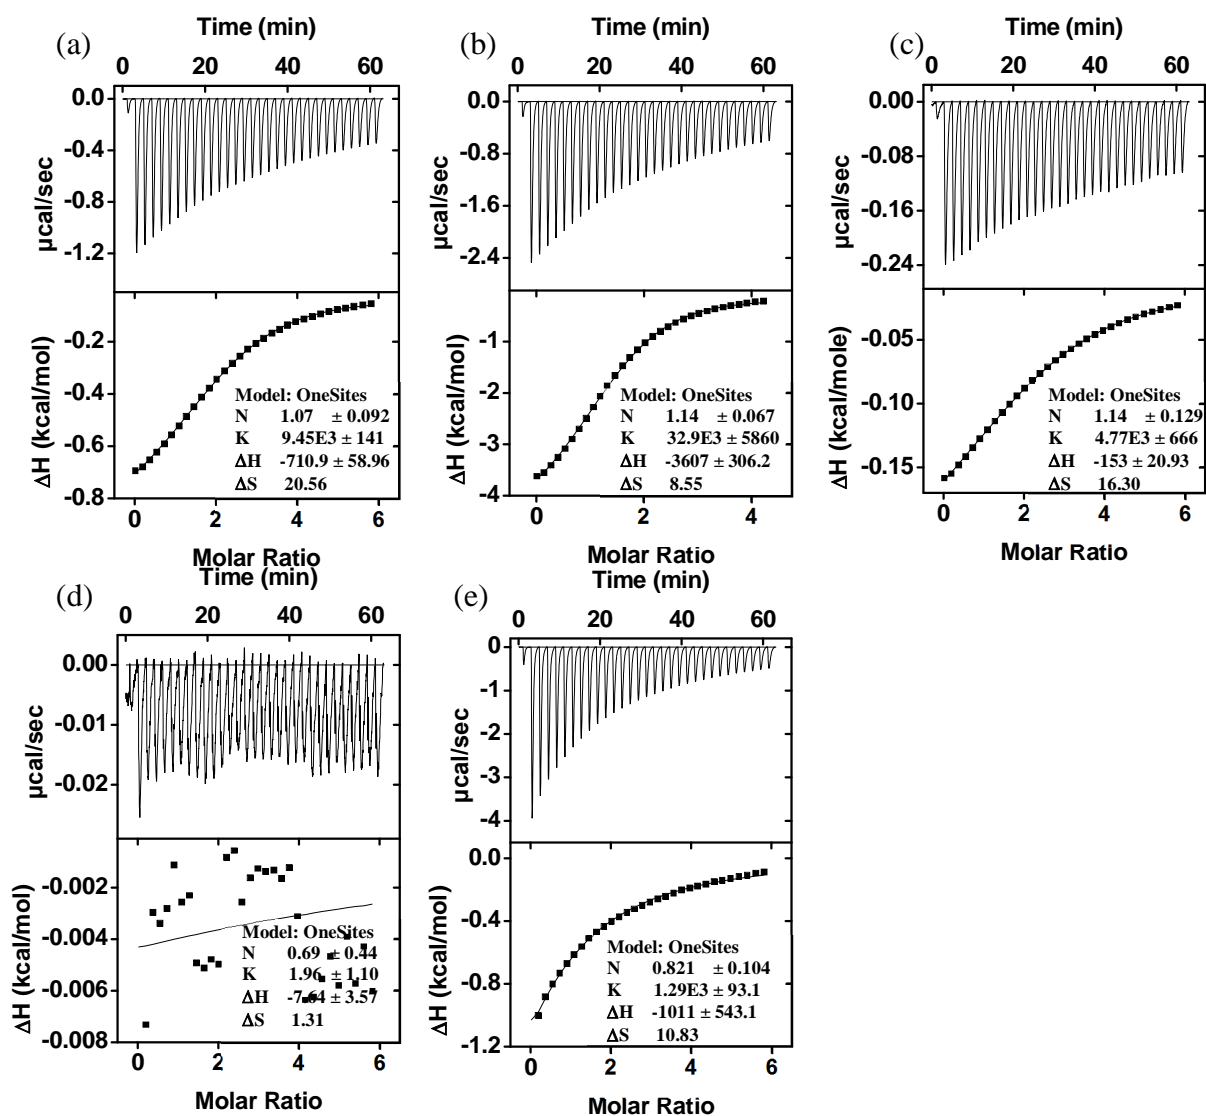 (a)
Time (min)
0 20 40 60
0.0
-0.4
-0.8
-1.2
µcal/sec
-0.2
-0.4
-0.6
-0.8
ΔH (kcal/mol)
Model: OneSites
N 1.07 ± 0.092
K 9.45E3 ± 141
ΔH -710.9 ± 58.96
ΔS 20.56
0 2 4 6
Molar Ratio
(b)
Time (min)
0 20 40 60
0.0
-0.8
-1.6
-2.4
µcal/sec
-1
-2
-3
-4
ΔH (kcal/mol)
Model: OneSites
N 1.14 ± 0.067
K 32.9E3 ± 5860
ΔH -3607 ± 306.2
ΔS 8.55
0 2 4
Molar Ratio
(c)
Time (min)
0 20 40 60
0.00
-0.08
-0.16
-0.24
µcal/sec
-0.05
-0.10
-0.15
ΔH (kcal/mole)
Model: OneSites
N 1.14 ± 0.129
K 4.77E3 ± 666
ΔH -153 ± 20.93
ΔS 16.30
0 2 4 6
Molar Ratio
(d)
Time (min)
0 20 40 60
0.00
-0.01
-0.02
µcal/sec
-0.002
-0.004
-0.006
-0.008
ΔH (kcal/mol)
Model: OneSites
N 0.69 ± 0.44
K 1.96 ± 1.10
ΔH -7.64 ± 3.57
ΔS 1.31
0 2 4 6
Molar Ratio
(e)
Time (min)
0 20 40 60
0
-1
-2
-3
-4
µcal/sec
0.0
-0.4
-0.8
-1.2
ΔH (kcal/mol)
Model: OneSites
N 0.821 ± 0.104
K 1.29E3 ± 93.1
ΔH -1011 ± 543.1
ΔS 10.83
0 2 4 6
Molar Ratio